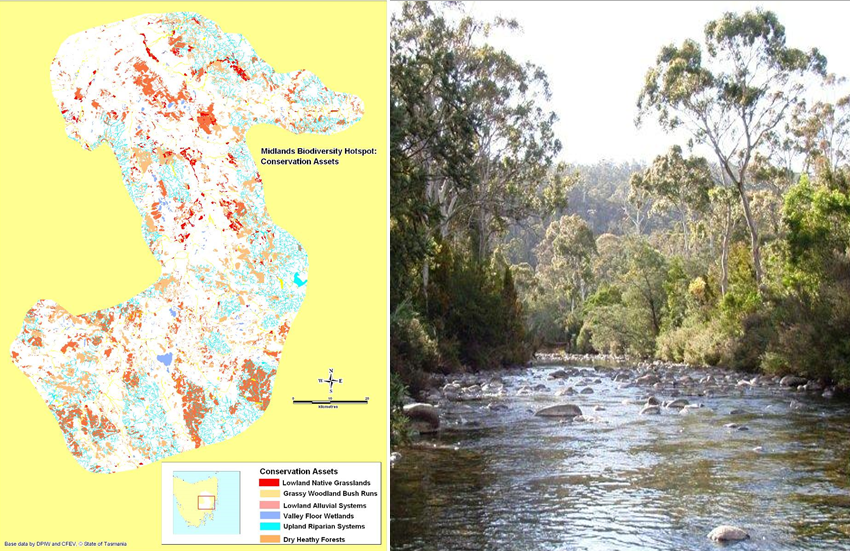 Midlands Biodiversity Hotspot:
Conservation Assets
N
W E
S
Kilometres
Conservation Assets
Lowland Native Grasslands
Grassy Woodland Bush Runs
Lowland Alluvial Systems
Valley Floor Wetlands
Upland Riparian Systems
Dry Heathy Forests
Base data by DPIW and CFEV. © State of Tasmania